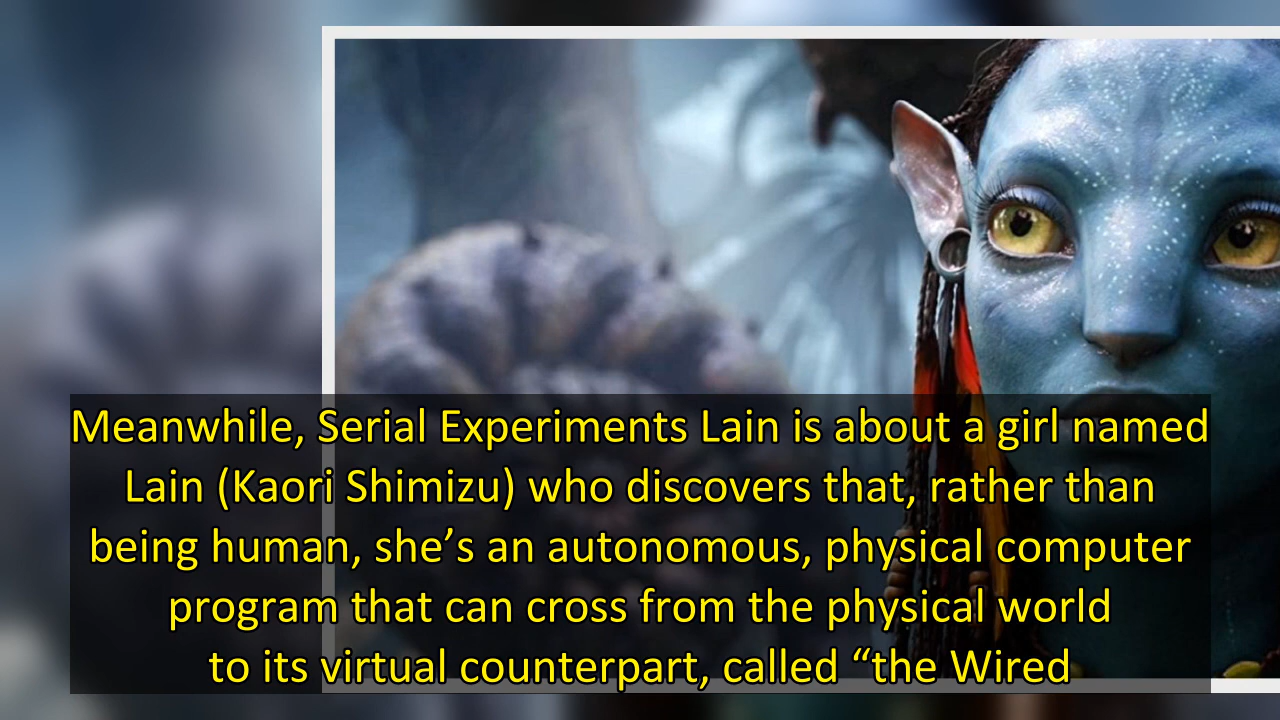 Meanwhile, Serial Experiments Lain is about a girl named
Lain (Kaori Shimizu) who discovers that, rather than
being human, she’s an autonomous, physical computer
program that can cross from the physical world
to its virtual counterpart, called “the Wired